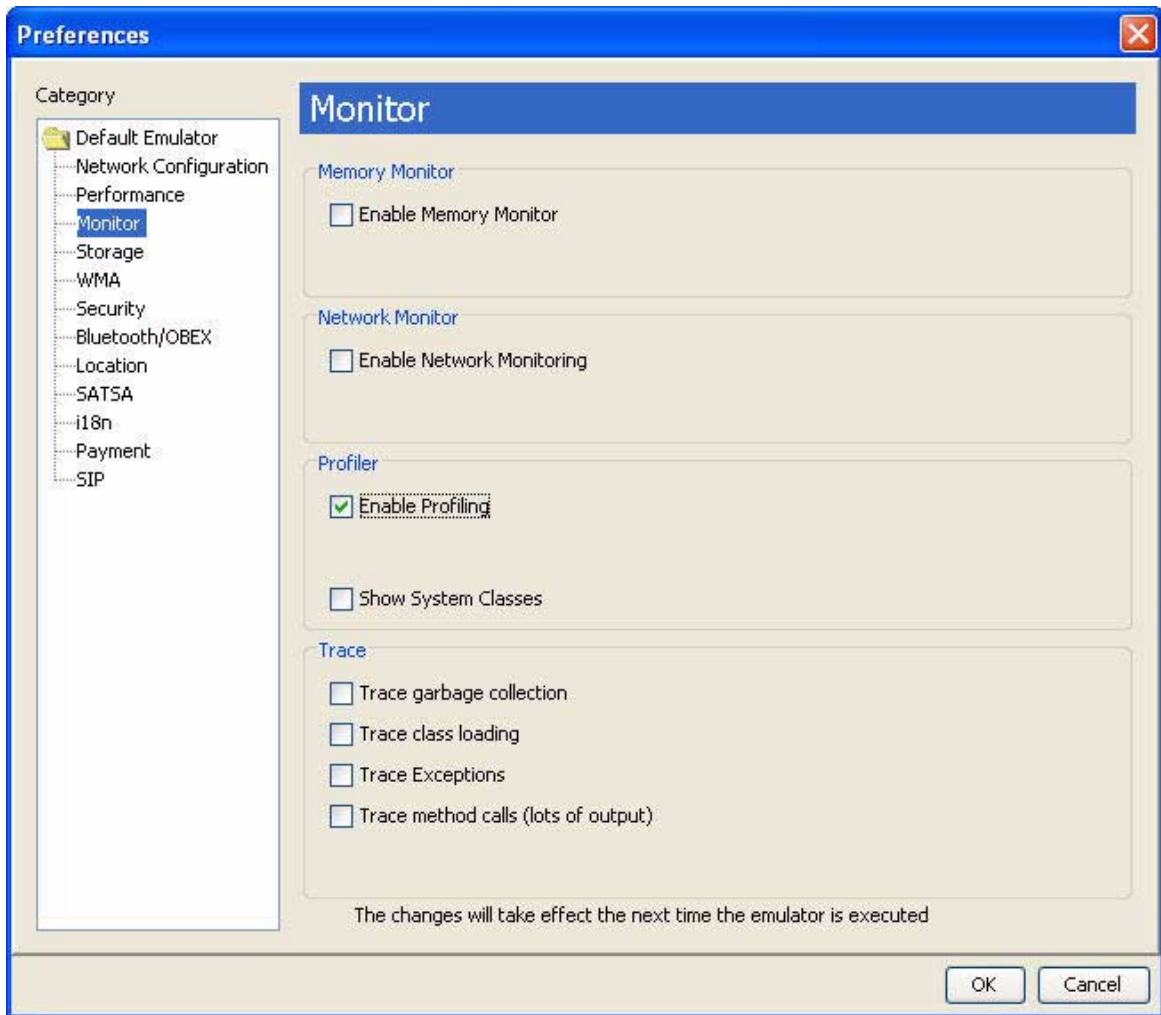 Preferences
Category
Default Emulator
Network Configuration
Performance
Monitor
Storage
WMA
Security
Bluetooth/OBEX
Location
SATSA
i18n
Payment
SIP
Monitor
Memory Monitor
Enable Memory Monitor
Network Monitor
Enable Network Monitoring
Profiler
Enable Profiling
Show System Classes
Trace
Trace garbage collection
Trace class loading
Trace Exceptions
Trace method calls (lots of output)
The changes will take effect the next time the emulator is executed
OK
Cancel